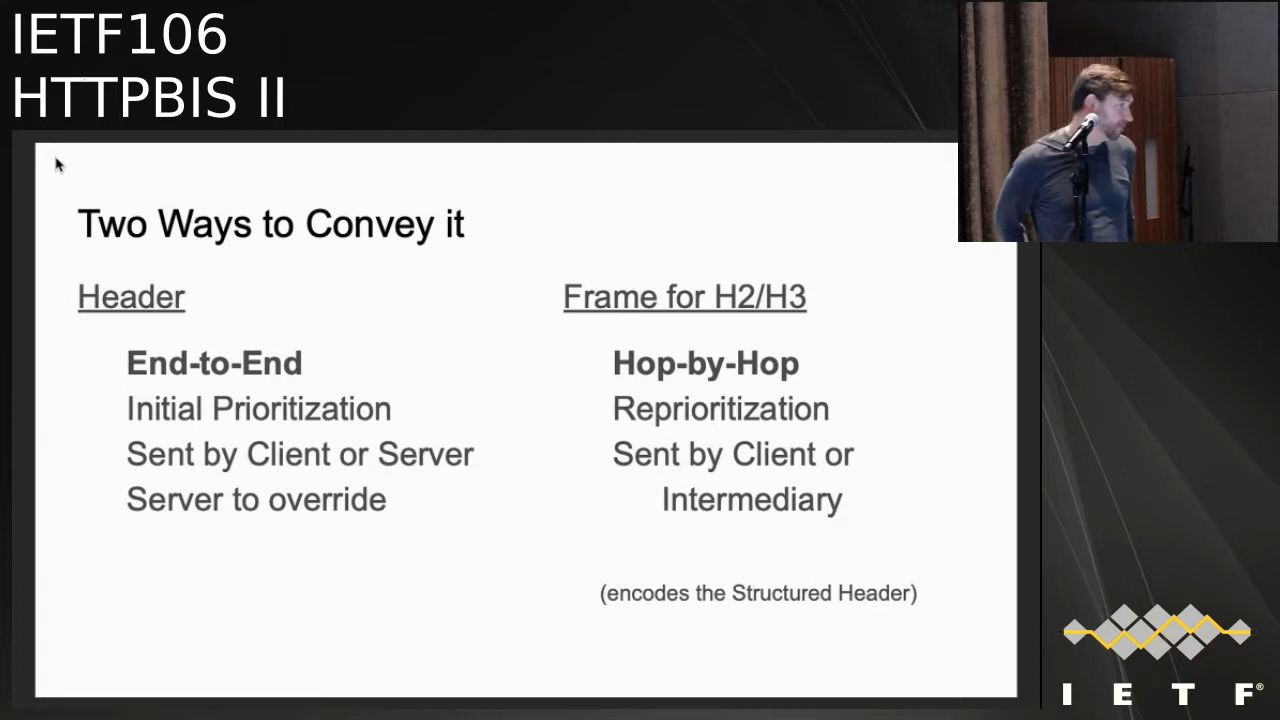 IETF106
HTTPBIS II
Two Ways to Convey it
Header
End-to-End
Initial Prioritization
Sent by Client or Server
Server to override
Frame for H2/H3
Hop-by-Hop
Reprioritization
Sent by Client or
Intermediary
(encodes the Structured Header)
I E T F®